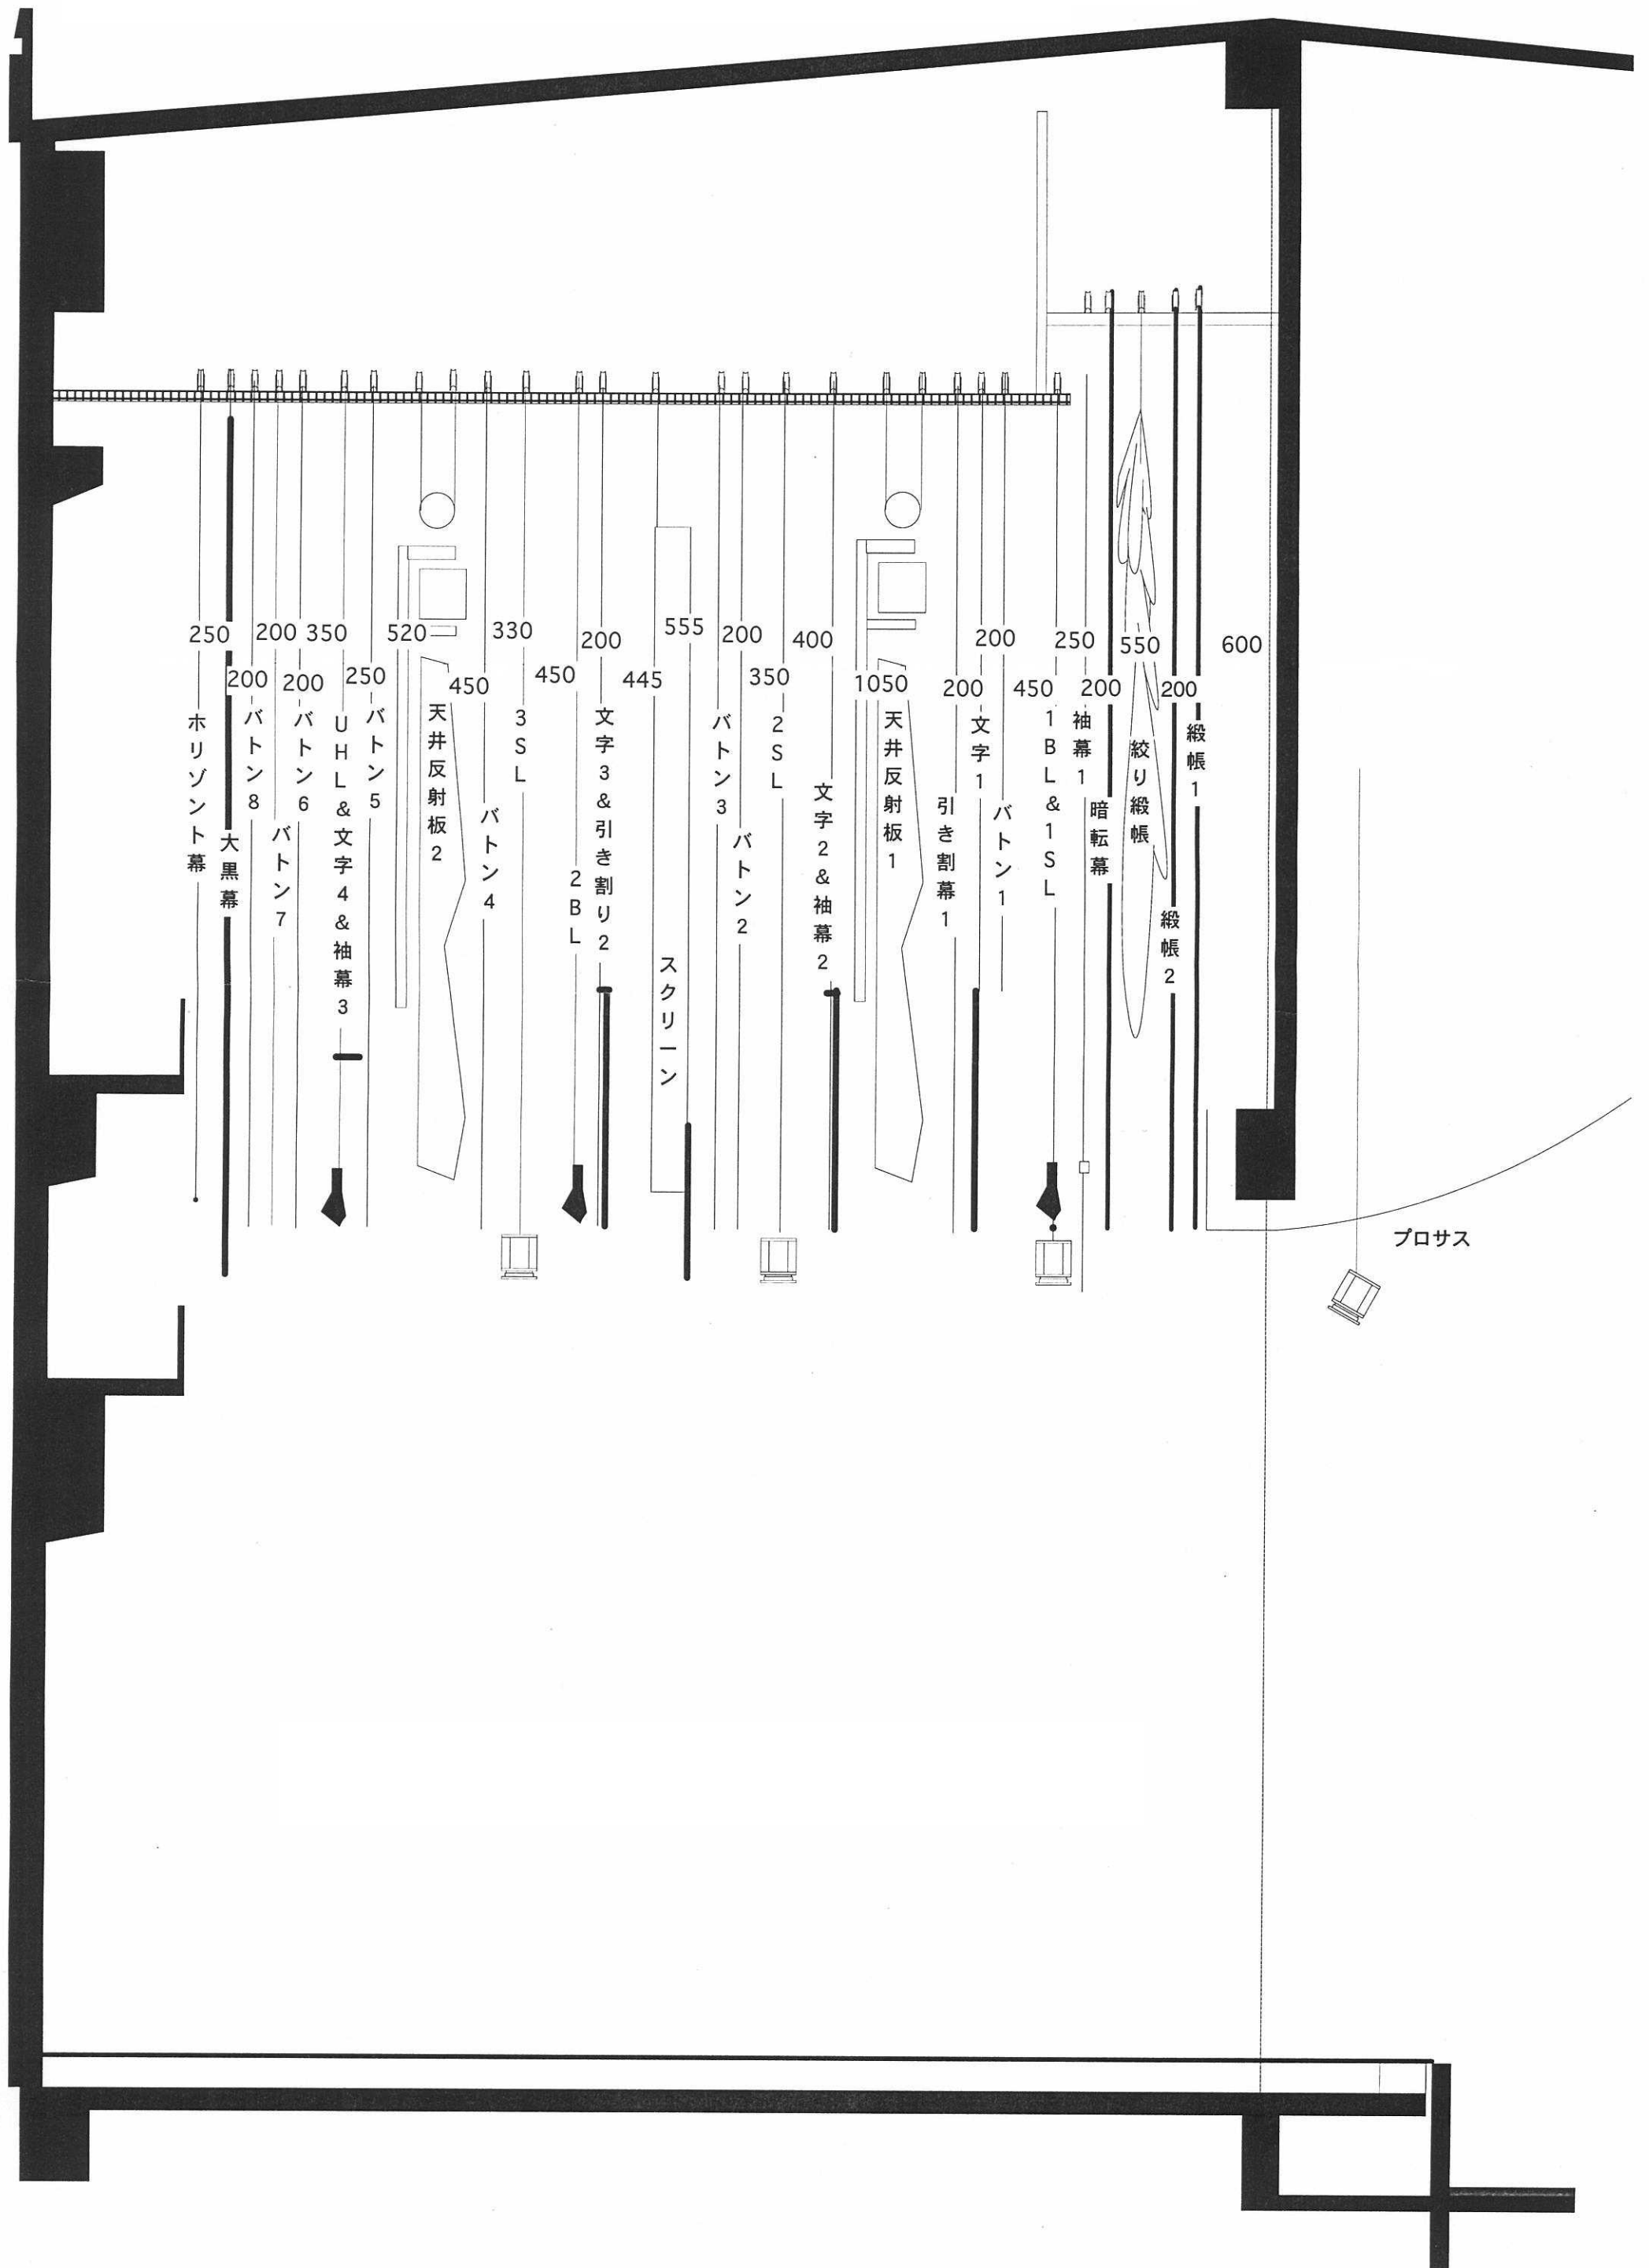 250
200
350
520
330
200
555
200
400
200
250
550
600
200
200
250
450
450
445
350
1050
200
450
200
200
ホリゾント幕
大黒幕
バトン8
バトン7
バトン6
UHL&文字4&袖幕3
バトン5
天井反射板2
バトン4
3SL
2BL
文字3&引き割り2
スクリーン
バトン3
バトン2
2SL
文字2&袖幕2
天井反射板1
引き割幕1
文字1
バトン1
1BL&1SL
袖幕1
暗転幕
絞り緞帳
緞帳2
緞帳1
プロサス